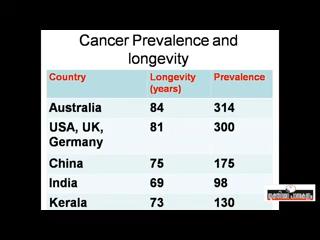 Cancer Prevalence and
longevity
Country Longevity Prevalence
(years)
Australia 84 314
USA, UK, 81 300
Germany
China 75 175
India 69 98
Kerala 73 130